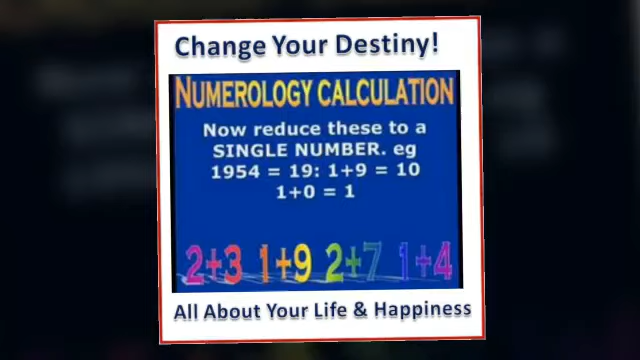 Change Your Destiny!
NUMEROLOGY CALCULATION
Now reduce these to a
SINGLE NUMBER. eg
1954 = 19: 1+9 = 10
1+0 = 1
2+3 1+9 2+7 1+4
All About Your Life & Happiness